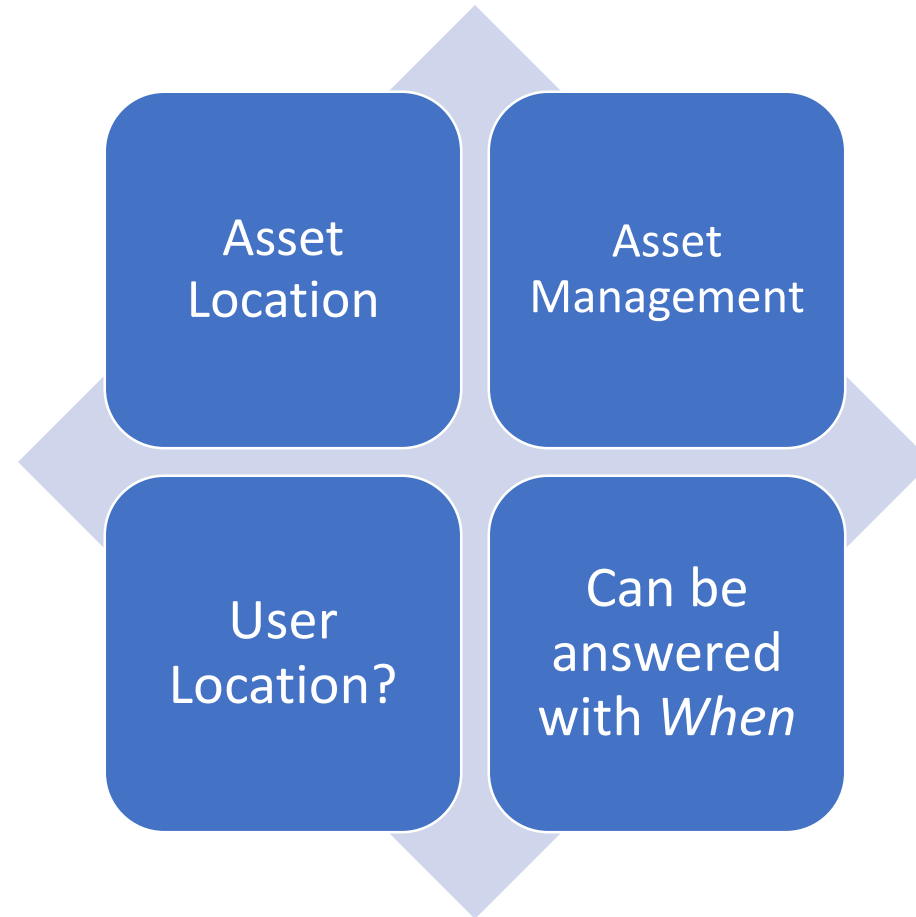 Asset
Location
Asset
Management
User
Location?
Can be
answered
with When